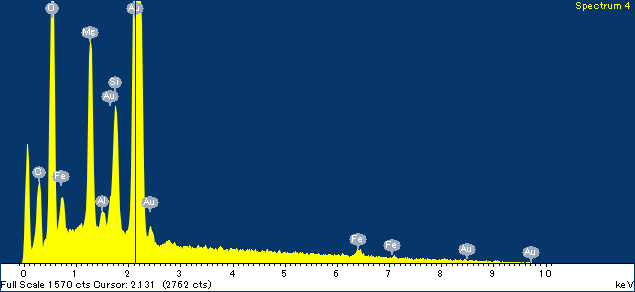 Spectrum 4
O
Au
Mg
Si
Au
O
Fe
Al
Au
Fe
Fe
Au
Au
0 1 2 3 4 5 6 7 8 9 10
Full Scale 1570 cts Cursor: 2.131 (2762 cts) keV